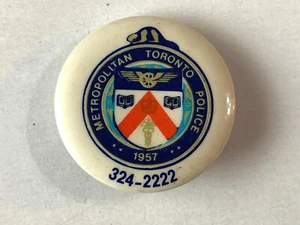 METROPOLITAN TORONTO POLICE
1957
324-2222